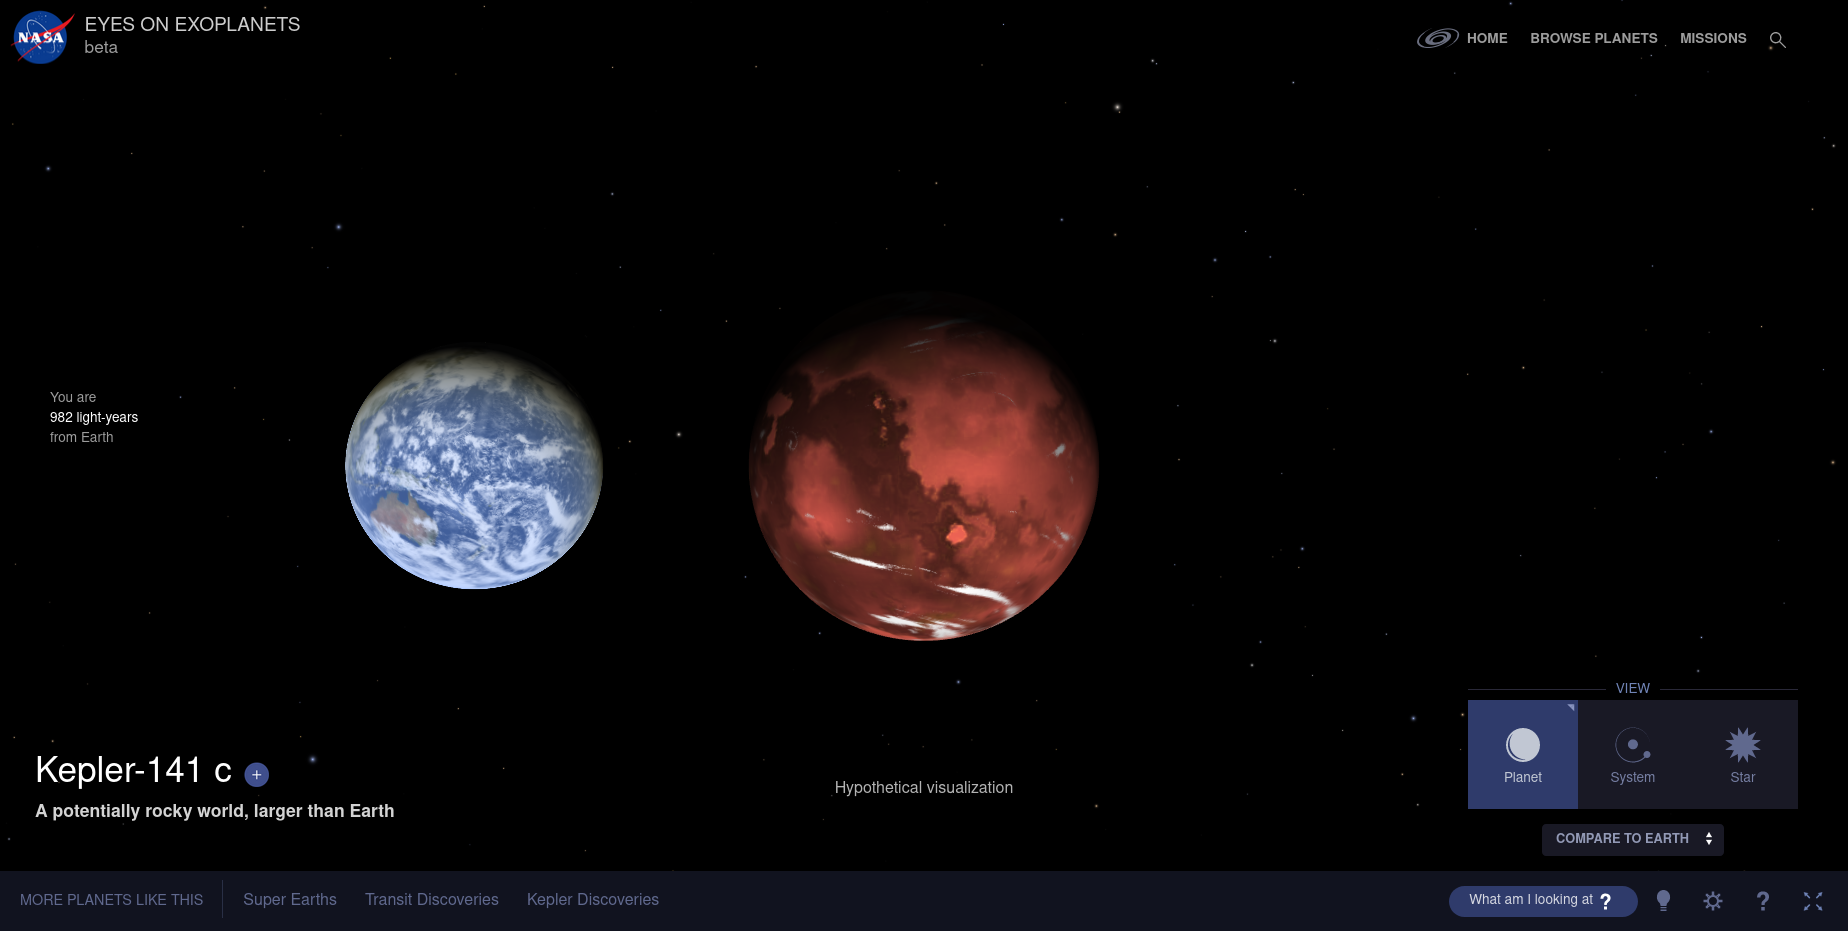 NASA
EYES ON EXOPLANETS
beta
HOME
BROWSE PLANETS
MISSIONS
You are
982 light-years
from Earth
Kepler-141 c +
A potentially rocky world, larger than Earth
Hypothetical visualization
VIEW
Planet
System
Star
COMPARE TO EARTH
MORE PLANETS LIKE THIS
Super Earths
Transit Discoveries
Kepler Discoveries
What am I looking at ?
?